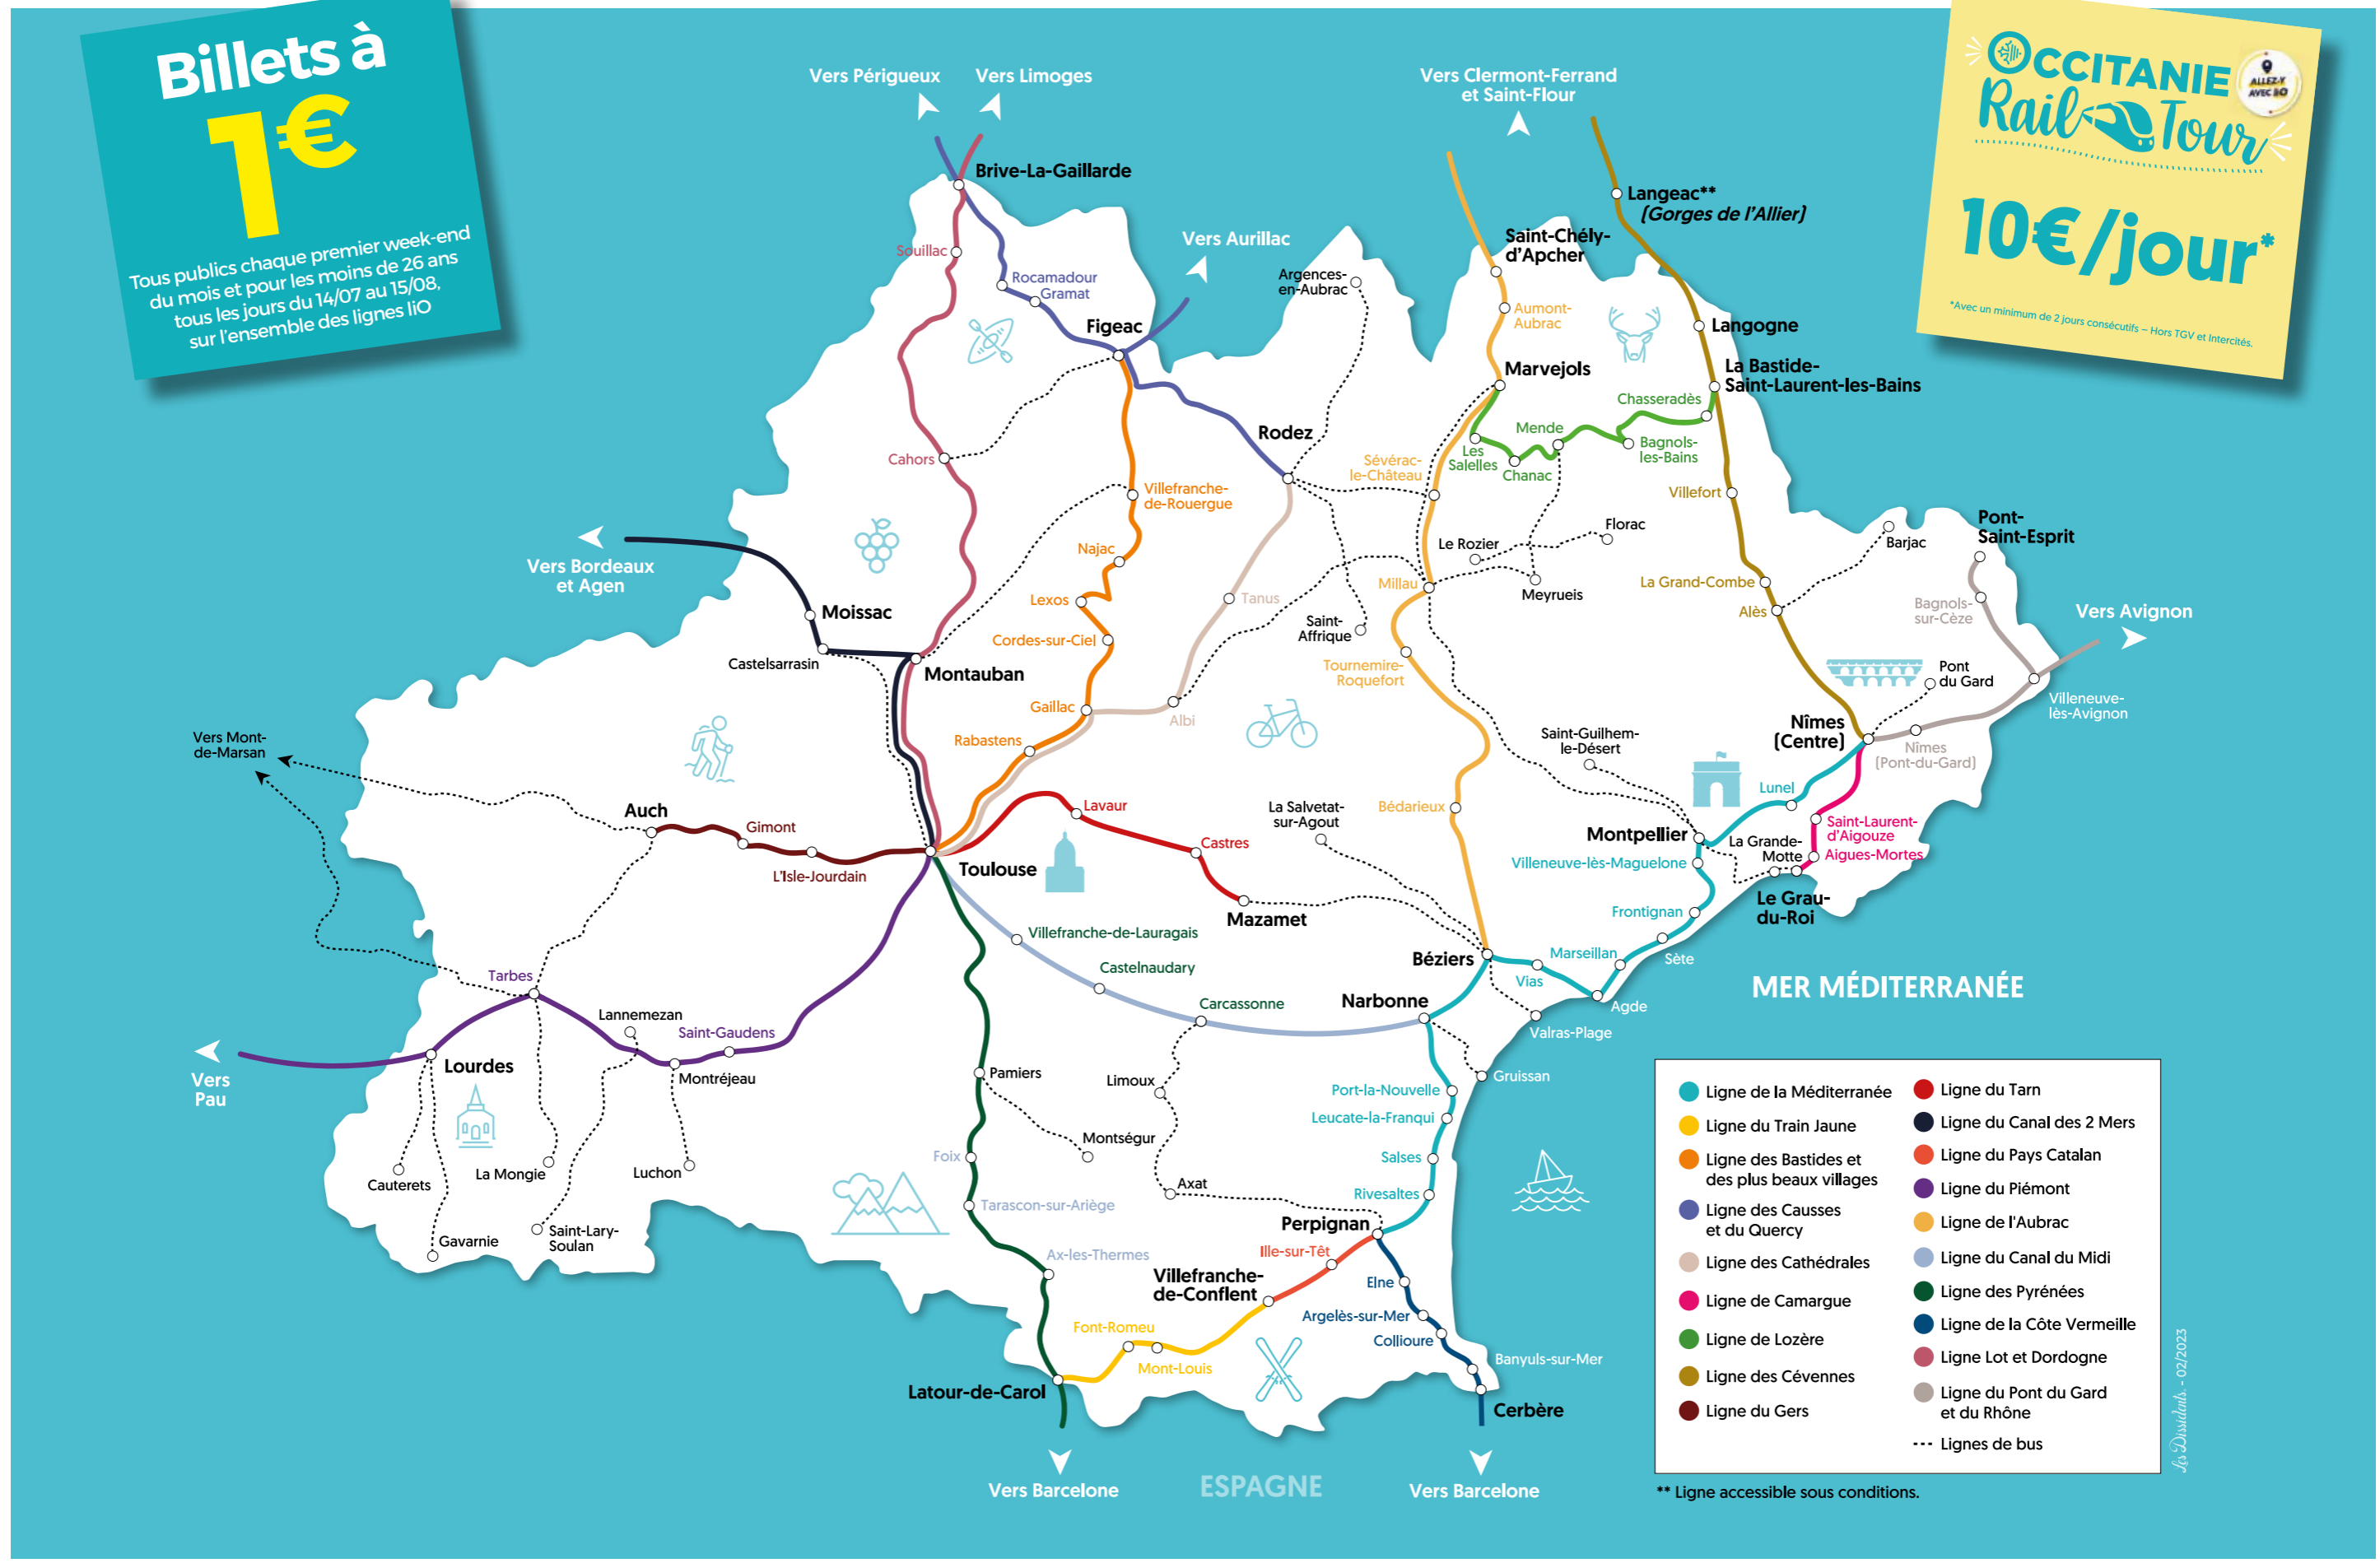 Billets à
1€
Tous publics chaque premier week-end
du mois et pour les moins de 26 ans
tous les jours du 14/07 au 15/08,
sur l'ensemble des lignes liO
OCCITANIE
Rail Tour
ALLEZ-Y
AVEC liO
10€/jour*
*Avec un minimum de 2 jours consécutifs – Hors TGV et Intercités.
Vers Périgueux
Vers Limoges
Vers Clermont-Ferrand
et Saint-Flour
Brive-La-Gaillarde
Langeac**
(Gorges de l'Allier)
Souillac
Vers Aurillac
Saint-Chély-
d'Apcher
Rocamadour
Gramat
Argences-
en-Aubrac
Aumont-
Aubrac
Figeac
Langogne
Marvejols
La Bastide-
Saint-Laurent-les-Bains
Chasseradès
Cahors
Rodez
Mende
Bagnols-
les-Bains
Les
Salelles
Chanac
Sévérac-
le-Château
Villefranche-
de-Rouergue
Villefort
Vers Bordeaux
et Agen
Najac
Le Rozier
Florac
Barjac
Pont-
Saint-Esprit
Moissac
Lexos
Tanus
Millau
Meyrueis
La Grand-Combe
Alès
Bagnols-
sur-Cèze
Vers Avignon
Castelsarrasin
Montauban
Cordes-sur-Ciel
Saint-
Affrique
Tournemire-
Roquefort
Pont
du Gard
Villeneuve-
lès-Avignon
Gaillac
Albi
Vers Mont-
de-Marsan
Rabastens
Saint-Guilhem-
le-Désert
Nîmes
(Centre)
Nîmes
(Pont-du-Gard)
Lunel
Auch
Gimont
L'Isle-Jourdain
Toulouse
Lavaur
Castres
Mazamet
La Salvetat-
sur-Agout
Bédarieux
Montpellier
Villeneuve-lès-Maguelone
La Grande-
Motte
Saint-Laurent-
d'Aigouze
Aigues-Mortes
Le Grau-
du-Roi
Frontignan
Villefranche-de-Lauragais
Castelnaudary
Carcassonne
Béziers
Marseillan
Sète
Vias
Agde
Narbonne
Valras-Plage
MER MÉDITERRANÉE
Tarbes
Lannemezan
Saint-Gaudens
Lourdes
Montréjeau
Vers
Pau
Pamiers
Limoux
Port-la-Nouvelle
Gruissan
Leucate-la-Franqui
Montségur
Salses
Foix
Cauterets
La Mongie
Luchon
Axat
Rivesaltes
Tarascon-sur-Ariège
Perpignan
Gavarnie
Saint-Lary-
Soulan
Ax-les-Thermes
Ille-sur-Têt
Villefranche-
de-Conflent
Elne
Argelès-sur-Mer
Collioure
Font-Romeu
Mont-Louis
Banyuls-sur-Mer
Latour-de-Carol
Cerbère
Vers Barcelone
ESPAGNE
Vers Barcelone
Ligne de la Méditerranée
Ligne du Train Jaune
Ligne des Bastides et
des plus beaux villages
Ligne des Causses
et du Quercy
Ligne des Cathédrales
Ligne de Camargue
Ligne de Lozère
Ligne des Cévennes
Ligne du Gers
Ligne du Tarn
Ligne du Canal des 2 Mers
Ligne du Pays Catalan
Ligne du Piémont
Ligne de l'Aubrac
Ligne du Canal du Midi
Ligne des Pyrénées
Ligne de la Côte Vermeille
Ligne Lot et Dordogne
Ligne du Pont du Gard
et du Rhône
Lignes de bus
** Ligne accessible sous conditions.
Les Dissidents. - 02/2023